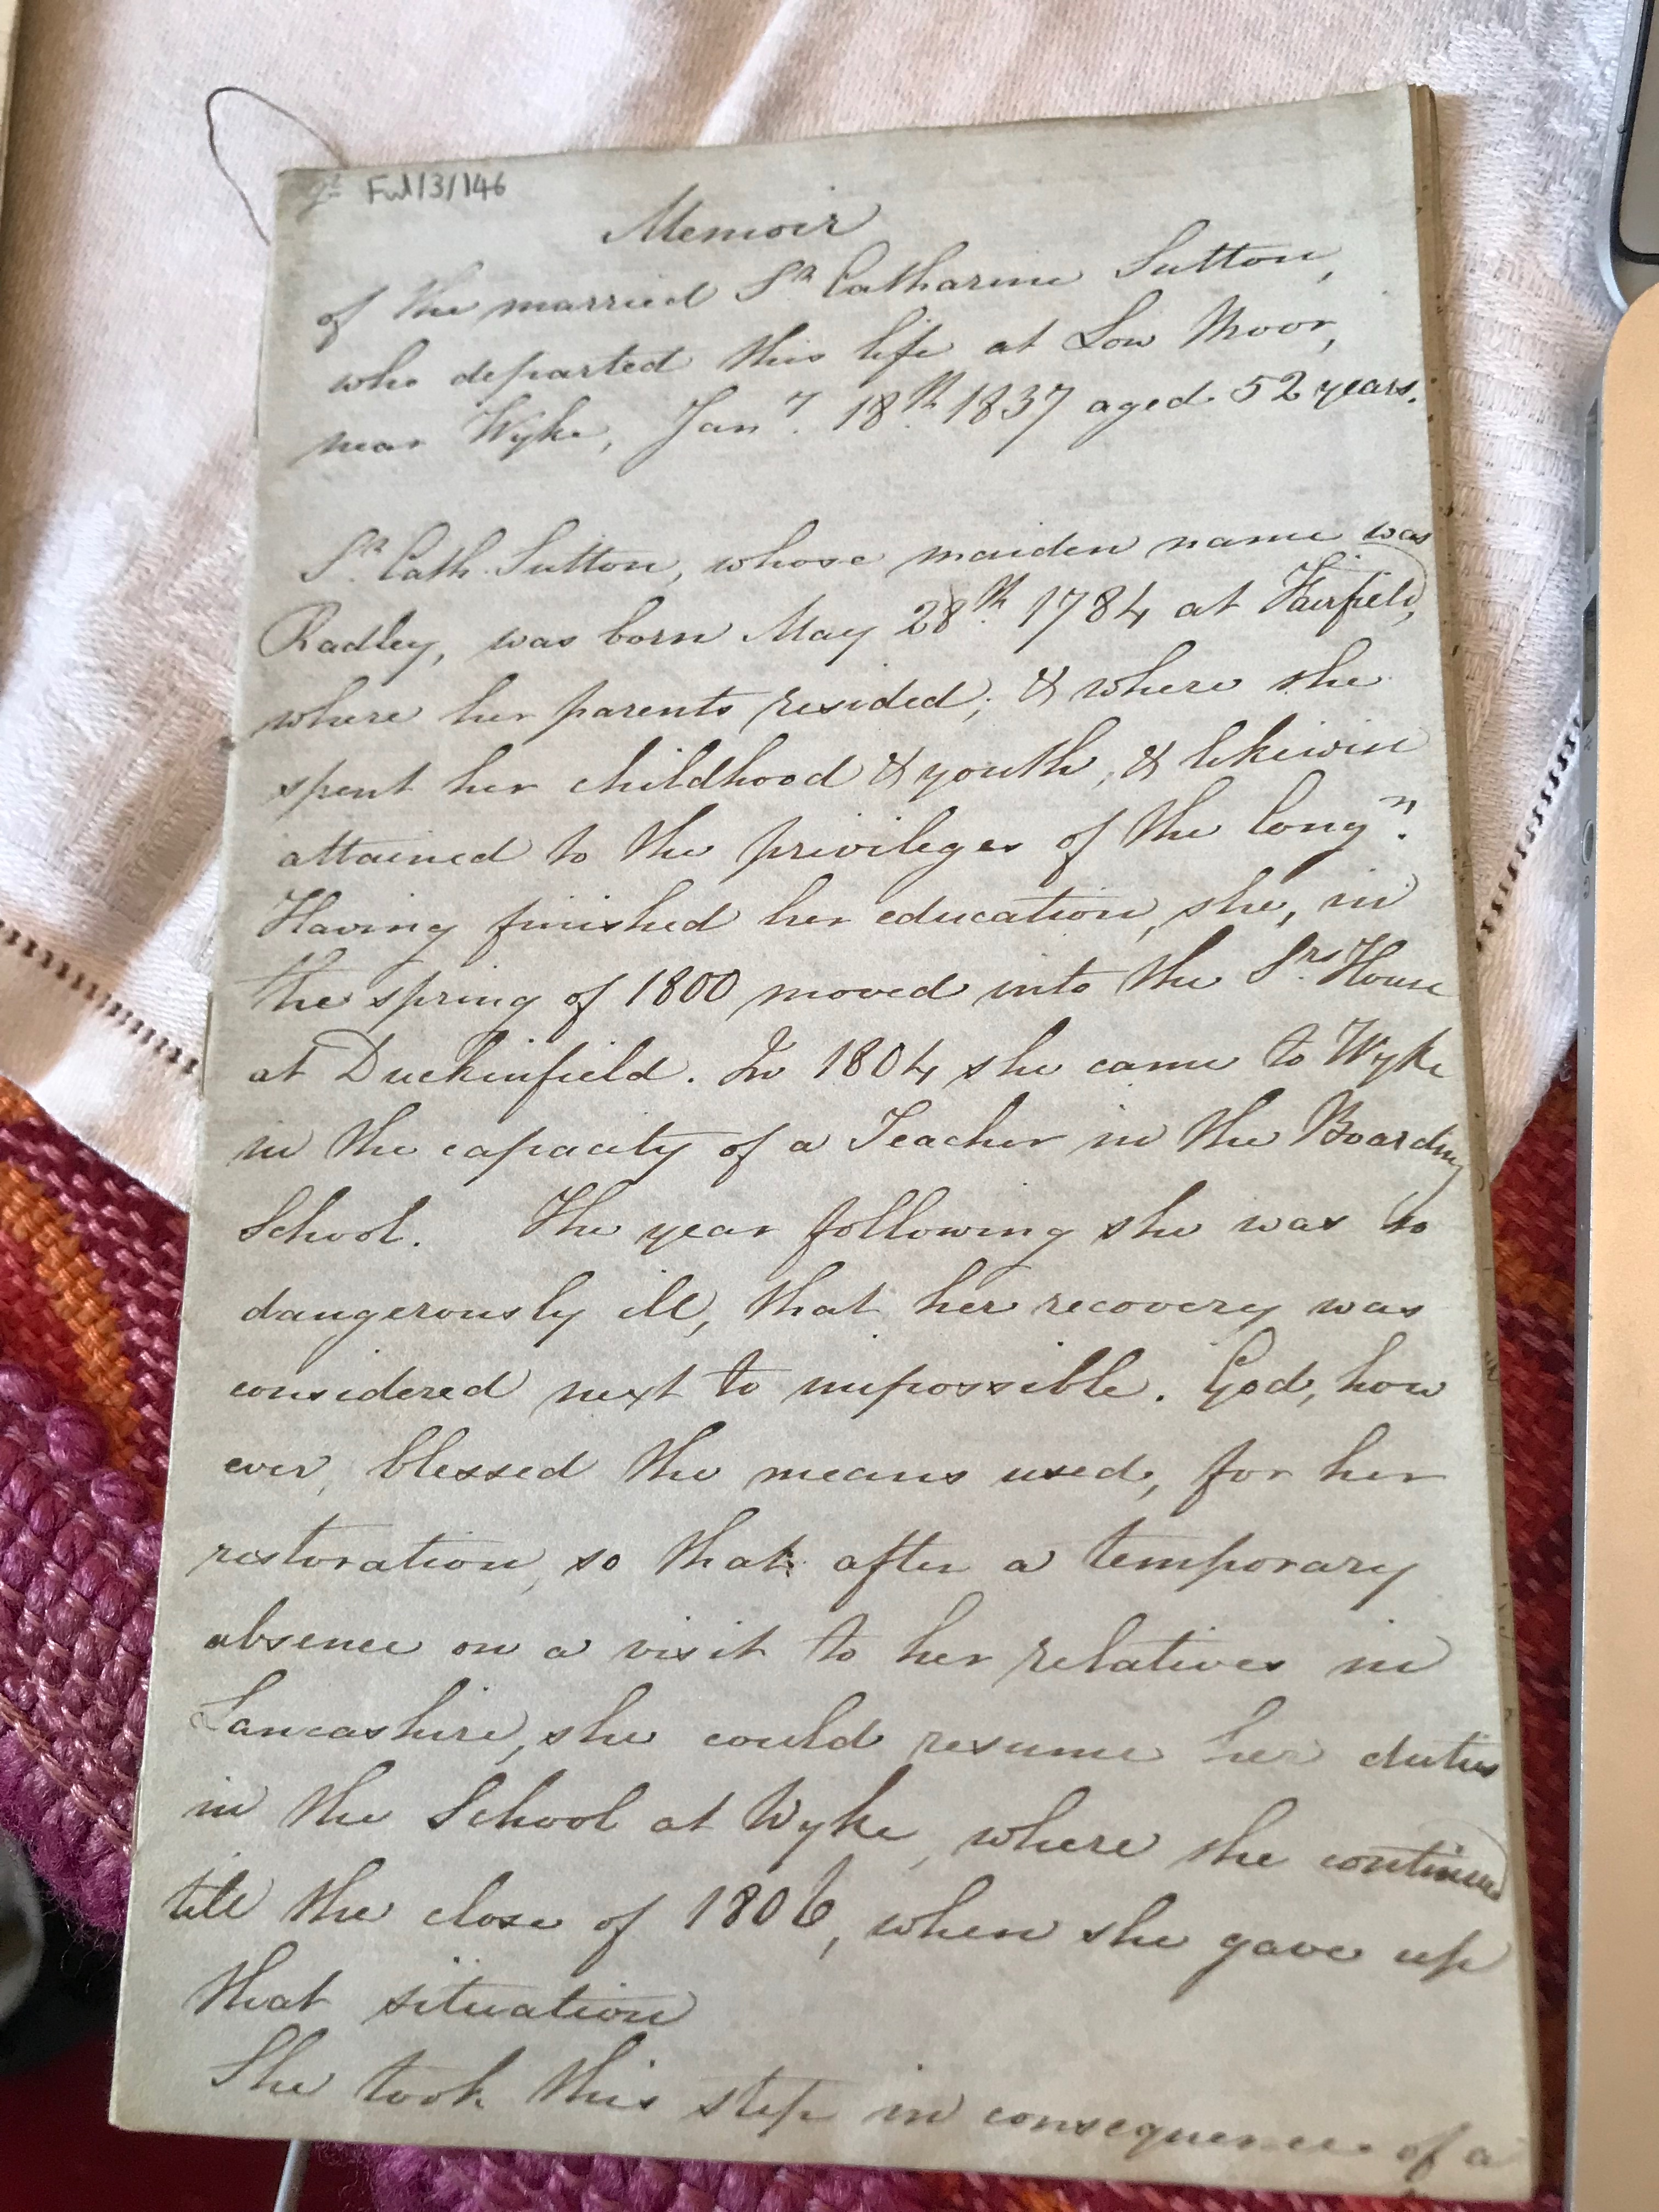 Ful/3/146
Memoir
of the married Sr. Catharine Sutton,
who departed this life at Low Moor,
near Wyke, Jany. 18th. 1837 aged 52 years.
Sr. Cath. Sutton, whose maiden name was
Radley, was born May 28th. 1784 at Fairfield,
where her parents resided; & where she
spent her childhood & youth, & likewise
attained to the privileges of the Congn.
Having finished her education, she, in
the spring of 1800 moved into the Srs. House
at Duckinfield. In 1804 she came to Wyke
in the capacity of a Teacher in the Boarding
School. The year following she was so
dangerously ill, that her recovery was
considered next to impossible. God, how
ever, blessed the means used, for her
restoration, so that after a temporary
absence on a visit to her relatives in
Lancashire, she could resume her duties
in the School at Wyke, where she continued
till the close of 1806, when she gave up
that situation
She took this step in consequence of a